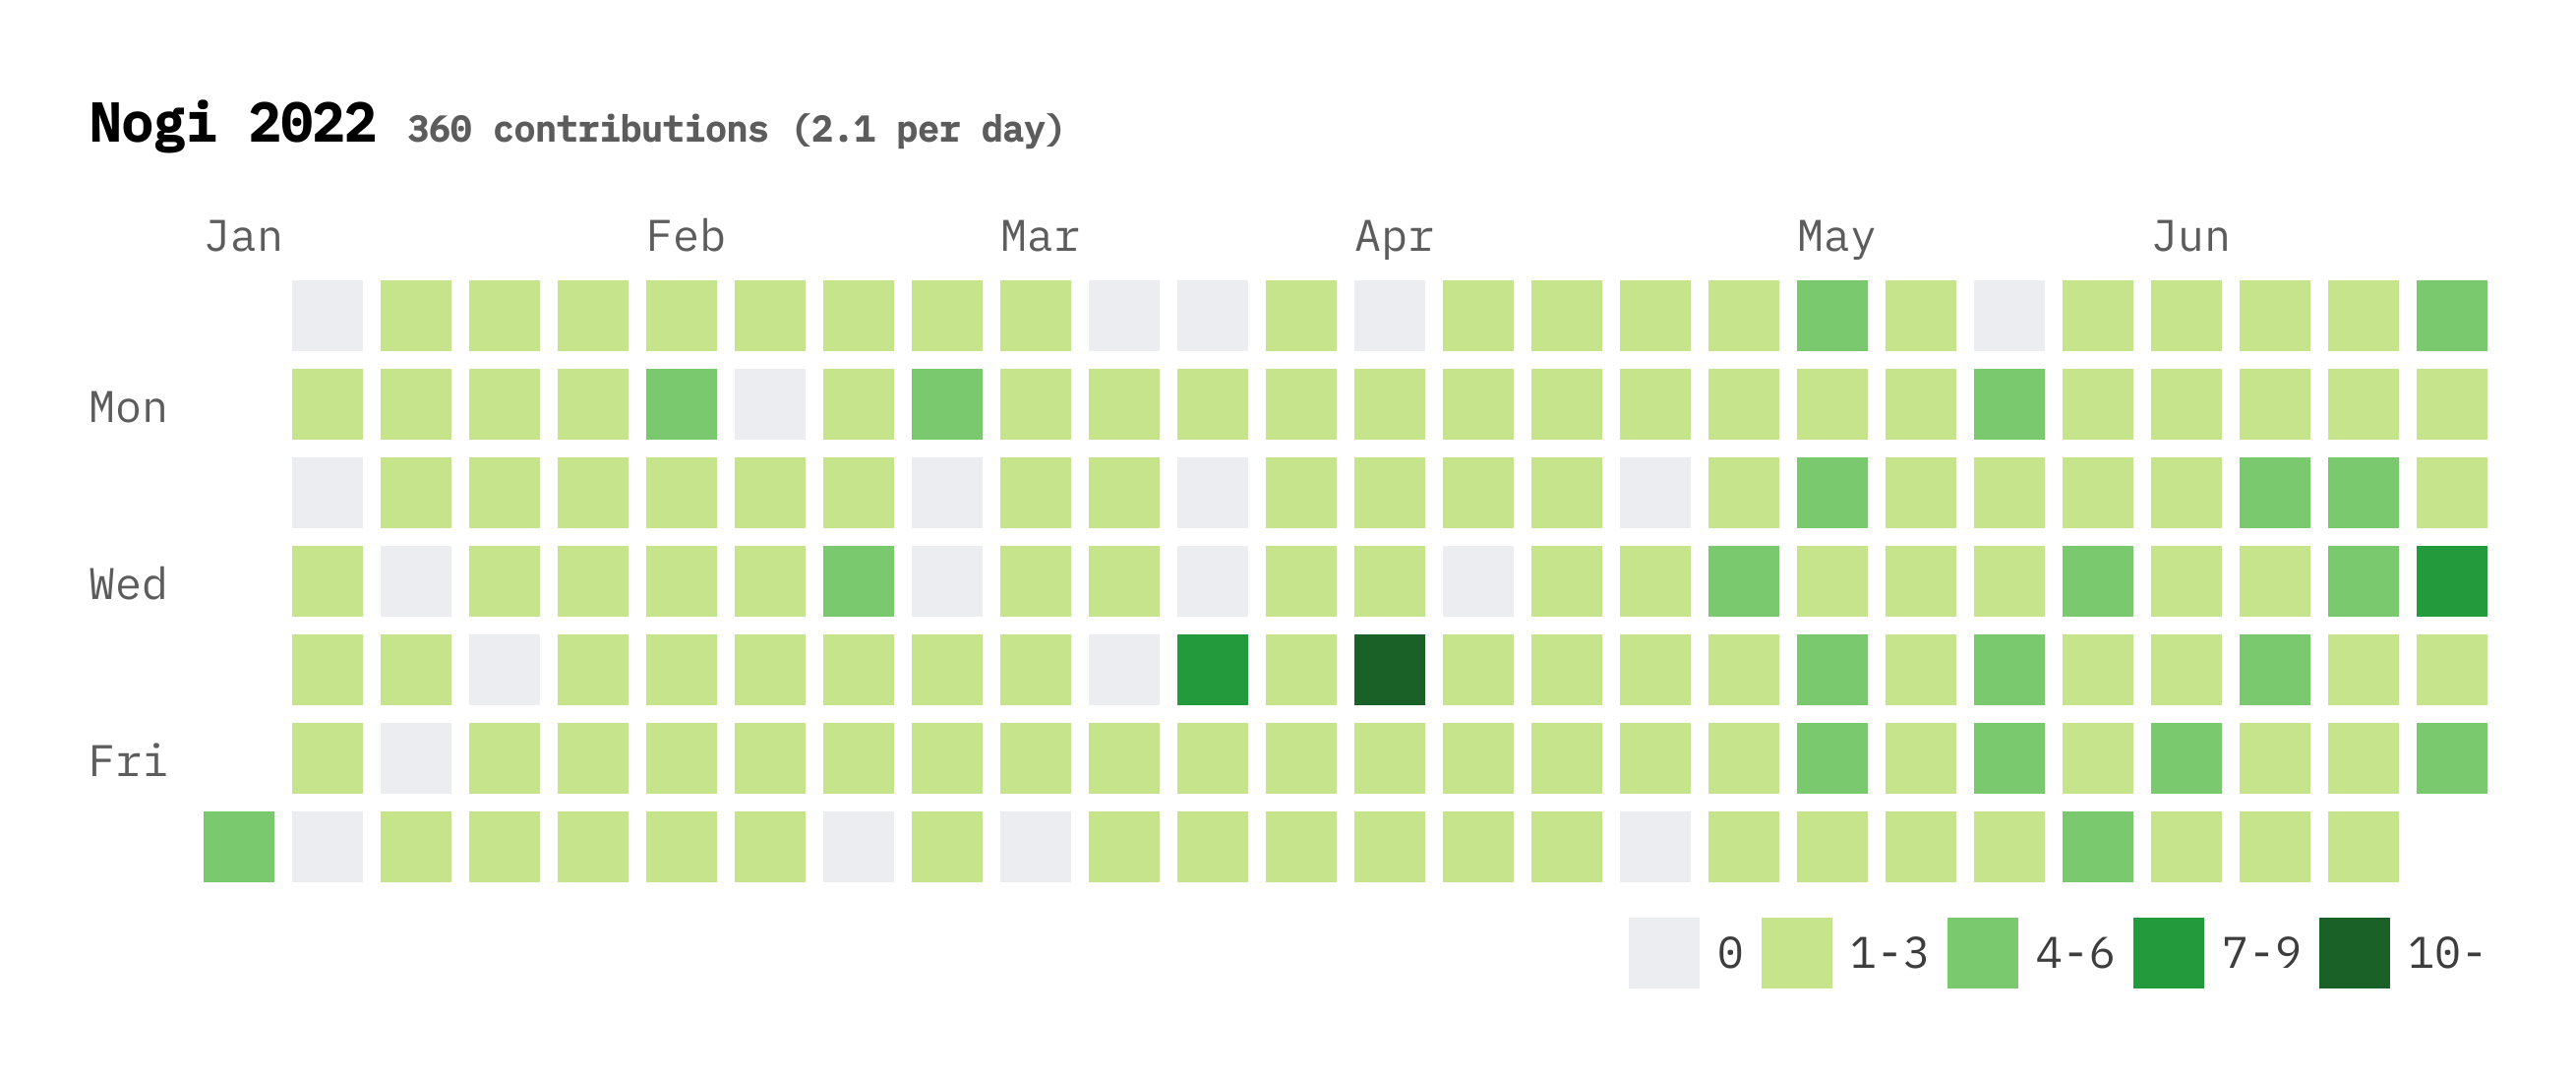 Nogi 2022 360 contributions (2.1 per day)
Jan Feb Mar Apr May Jun
Mon
Wed
Fri
0 1-3 4-6 7-9 10-